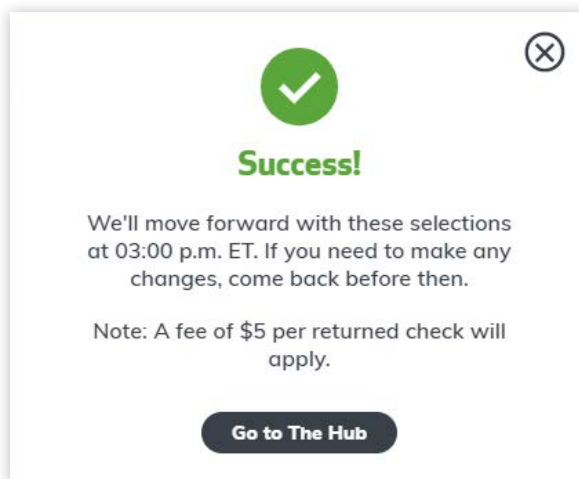 Success!
We'll move forward with these selections
at 03:00 p.m. ET. If you need to make any
changes, come back before then.
Note: A fee of $5 per returned check will
apply.
Go to The Hub